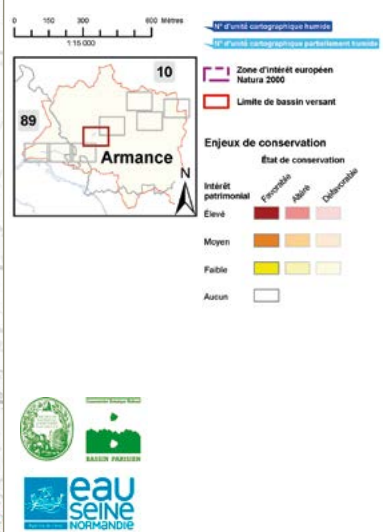 0 150 300 600 Mètres
1:15 000
N° d'unité cartographique humide
N° d'unité cartographique partiellement humide
10
89
Armance
N
Zone d'intérêt européen
Natura 2000
Limite de bassin versant
Enjeux de conservation
État de conservation
Intérêt
patrimonial
Favorable
Altéré
Défavorable
Élevé
Moyen
Faible
Aucun
BASSIN PARISIEN
eau
SEINE
NORMANDIE